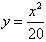 y = x²/20